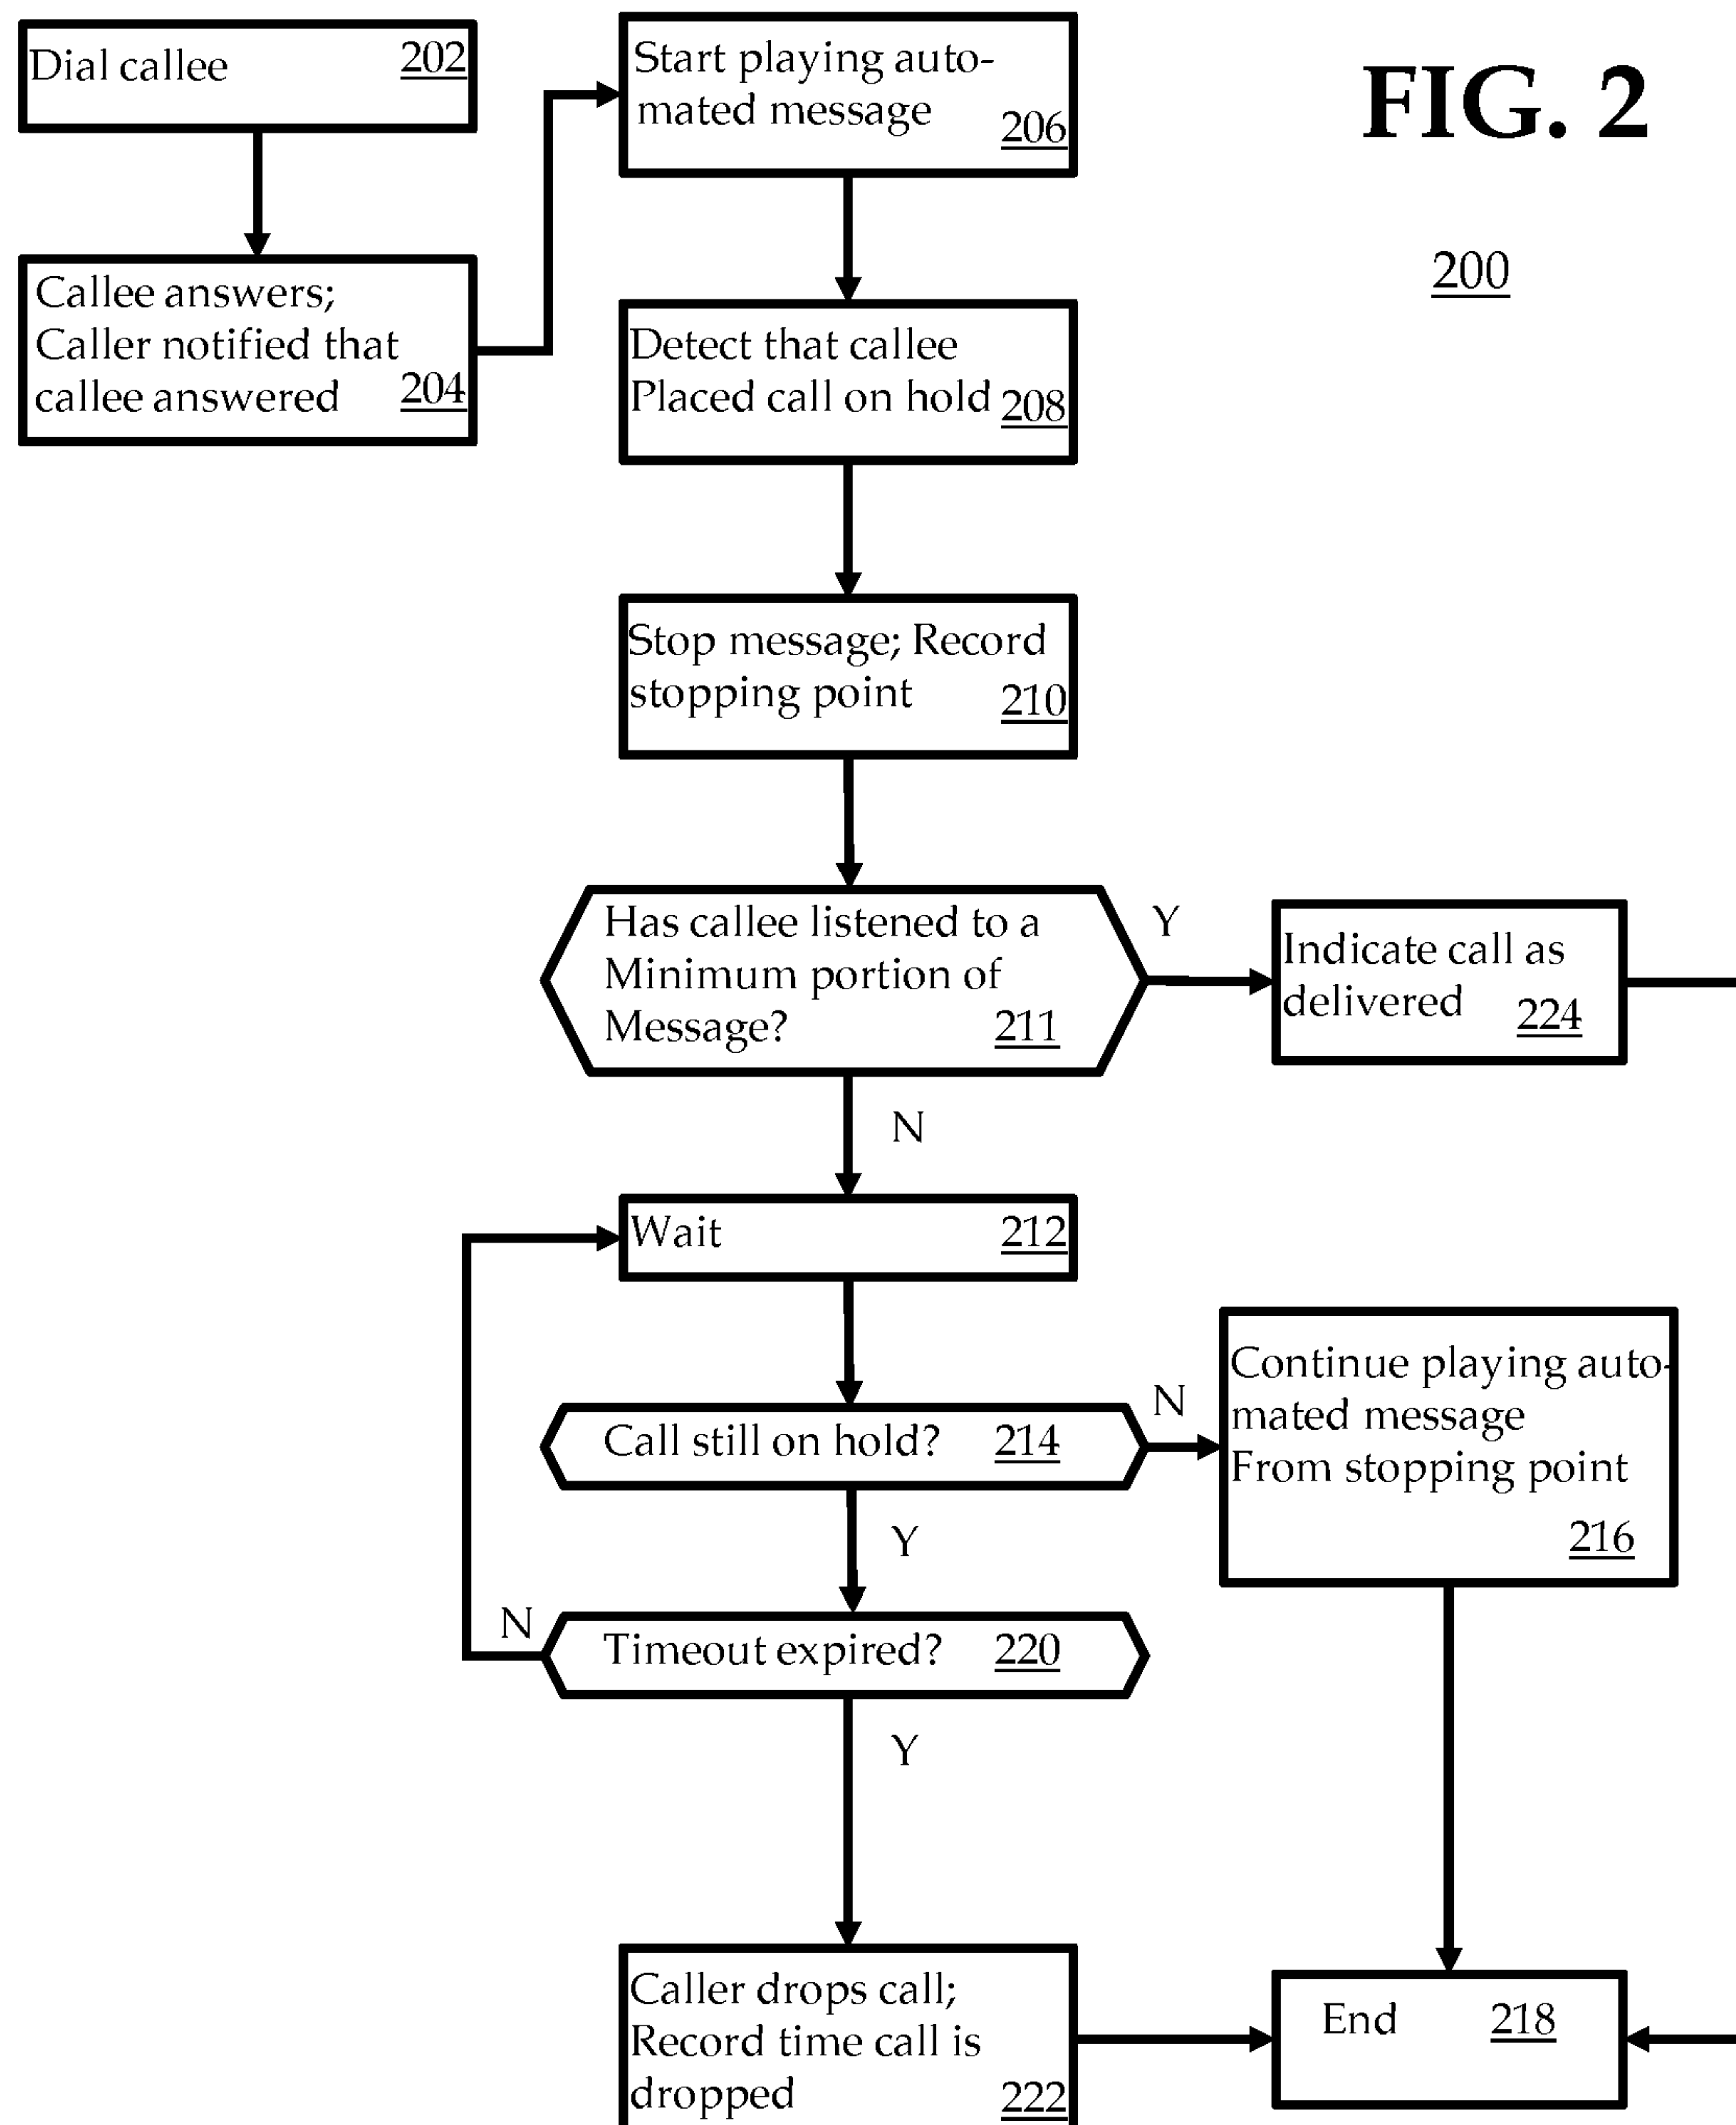 FIG. 2
200
Dial callee 202
Callee answers;
Caller notified that
callee answered 204
Start playing auto-
mated message
206
Detect that callee
Placed call on hold 208
Stop message; Record
stopping point 210
Has callee listened to a
Minimum portion of
Message? 211
Y
Indicate call as
delivered 224
N
Wait 212
Call still on hold? 214
N
Continue playing auto-
mated message
From stopping point
216
Y
Timeout expired? 220
N
Y
Caller drops call;
Record time call is
dropped 222
End 218